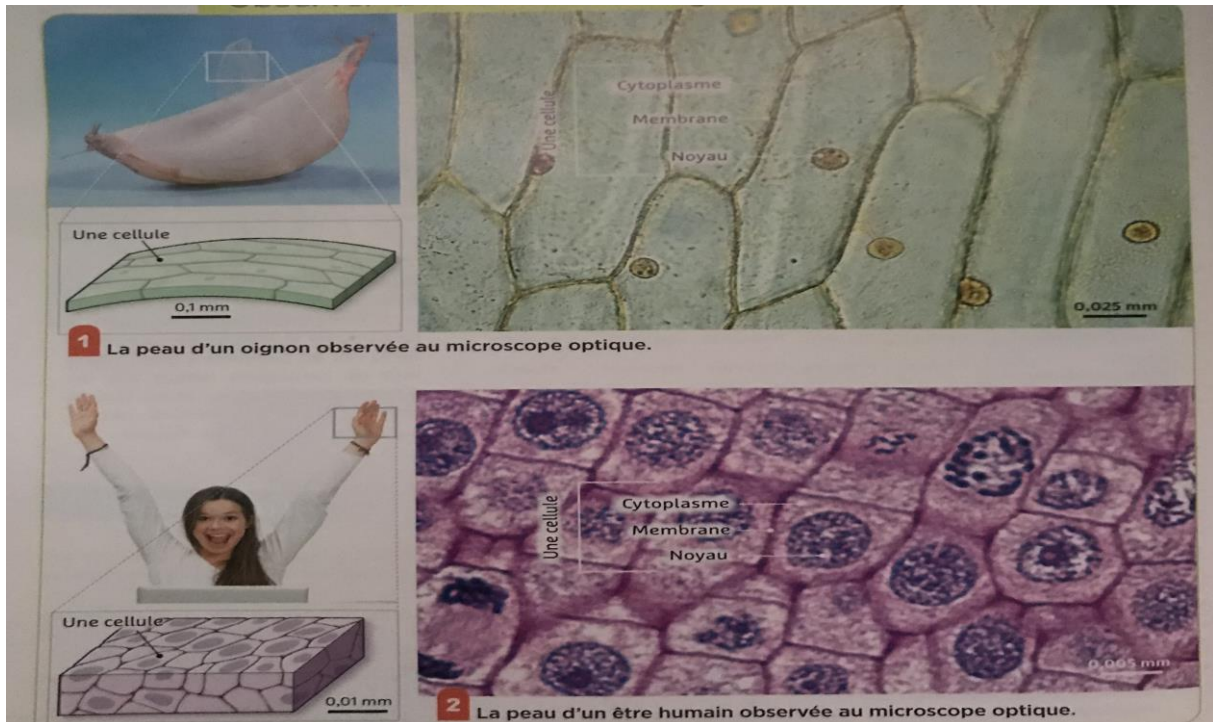 Une cellule
0,1 mm
Une cellule
Cytoplasme
Membrane
Noyau
0,025 mm
1 La peau d'un oignon observée au microscope optique.
Une cellule
0,01 mm
Une cellule
Cytoplasme
Membrane
Noyau
0,005 mm
2 La peau d'un être humain observée au microscope optique.